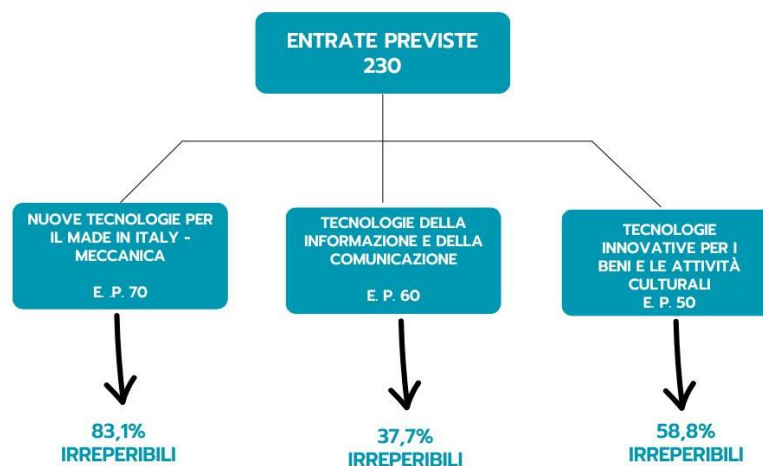 ENTRATE PREVISTE
230
NUOVE TECNOLOGIE PER
IL MADE IN ITALY -
MECCANICA
E. .P. 70
TECNOLOGIE DELLA
INFORMAZIONE E DELLA
COMUNICAZIONE
E. P. 60
TECNOLOGIE
INNOVATIVE PER I
BENI E LE ATTIVITÀ
CULTURALI
E. P. 50
83,1%
IRREPERIBILI
37,7%
IRREPERIBILI
58,8%
IRREPERIBILI